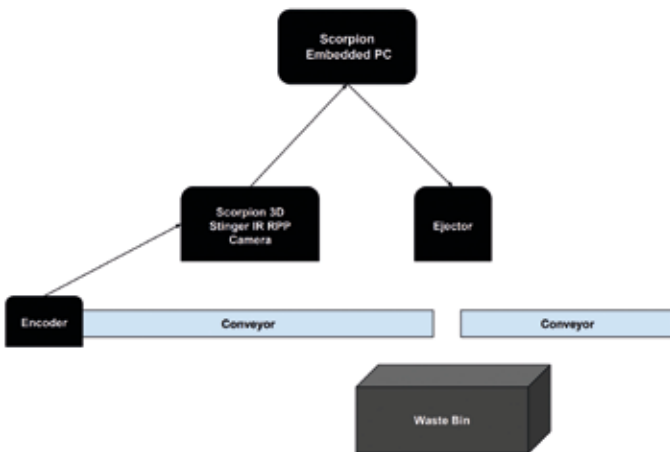 Scorpion
Embedded PC
Scorpion 3D
Stinger IR RPP
Camera
Ejector
Encoder
Conveyor
Conveyor
Waste Bin